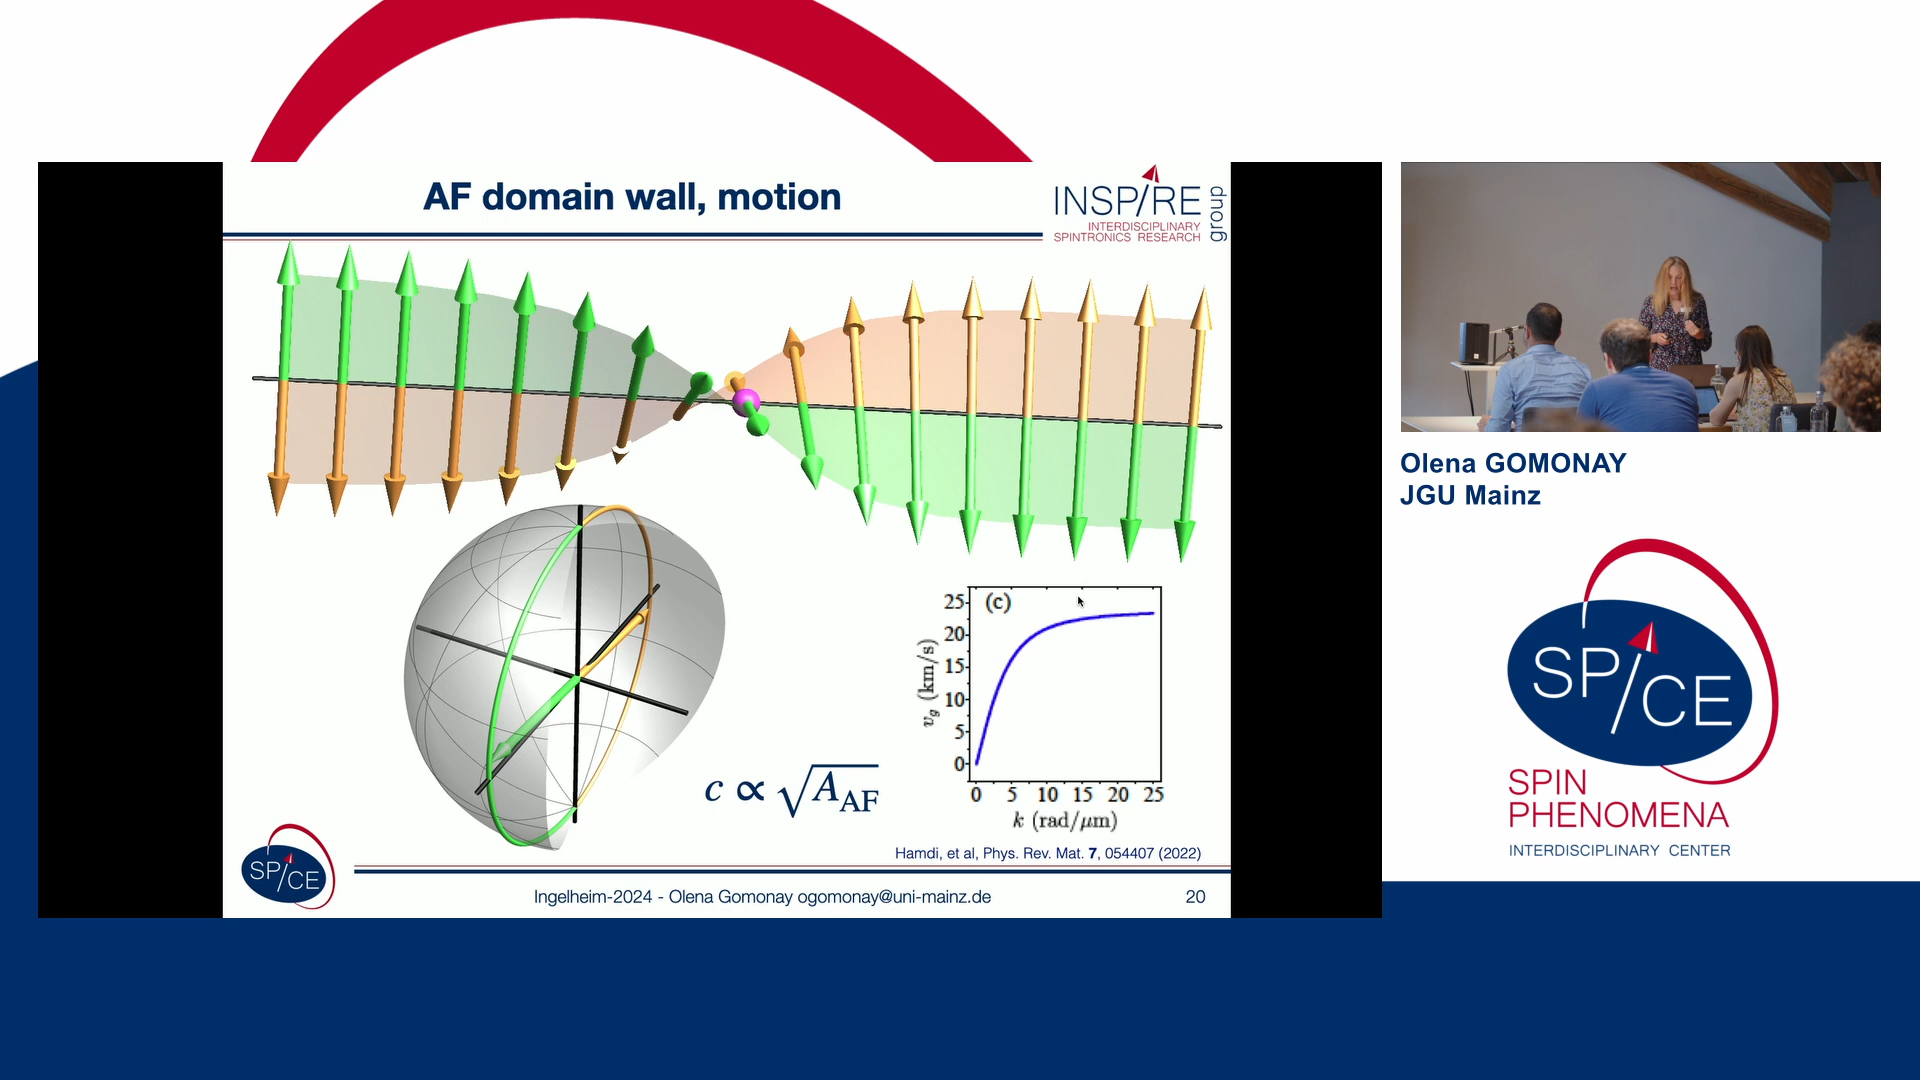 AF domain wall, motion
INSP/RE
group
INTERDISCIPLINARY
SPINTRONICS RESEARCH
c ∝ √A_AF
(c)
25
20
15
10
5
0
v_g (km/s)
0 5 10 15 20 25
k (rad/μm)
Hamdi, et al, Phys. Rev. Mat. 7, 054407 (2022)
SP/CE
Ingelheim-2024 - Olena Gomonay ogomonay@uni-mainz.de
20
Olena GOMONAY
JGU Mainz
SP/CE
SPIN
PHENOMENA
INTERDISCIPLINARY CENTER